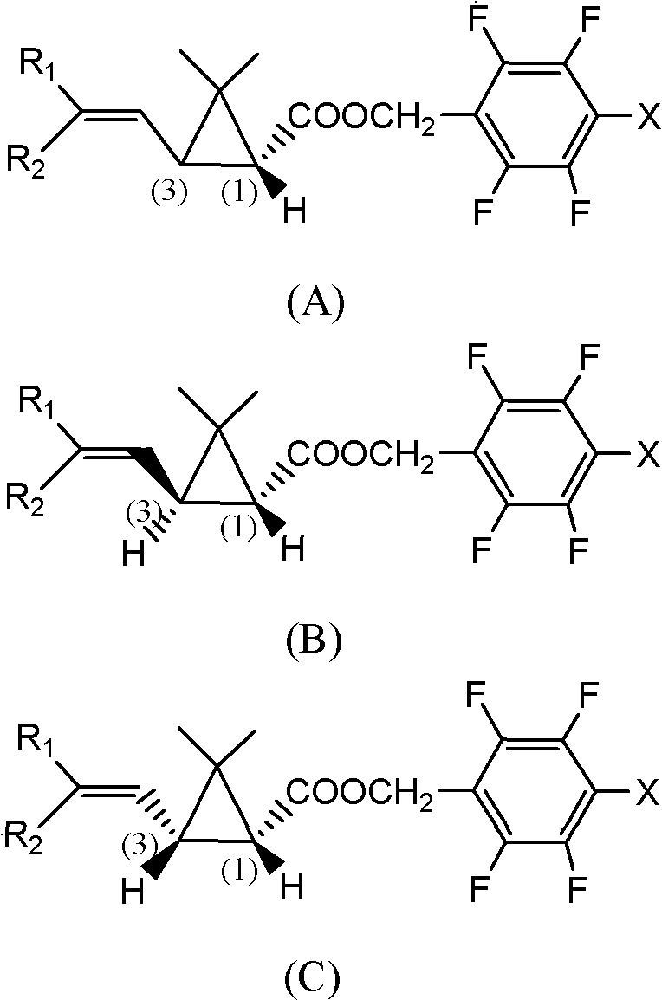 F F
R₁
COOCH₂ X
R₂
(3) (1) F F
H
(A)
F F
R₁
COOCH₂ X
R₂
(3) (1) F F
H H
(B)
F F
R₁
COOCH₂ X
R₂
(3) (1) F F
H H
(C)